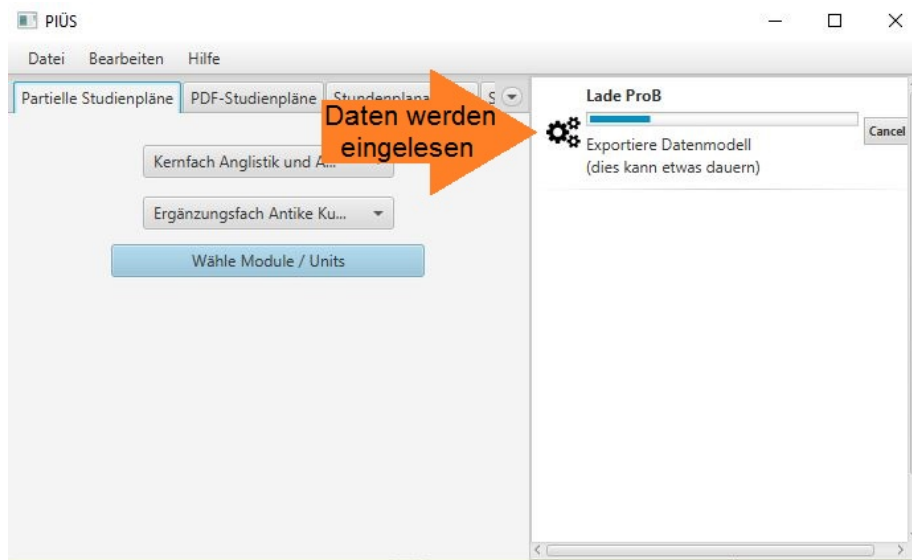 PIÜS
Datei Bearbeiten Hilfe
Partielle Studienpläne PDF-Studienpläne Stundenplana S
Daten werden
eingelesen
Kernfach Anglistik und A...
Ergänzungsfach Antike Ku...
Wähle Module / Units
Lade ProB
Cancel
Exportiere Datenmodell
(dies kann etwas dauern)